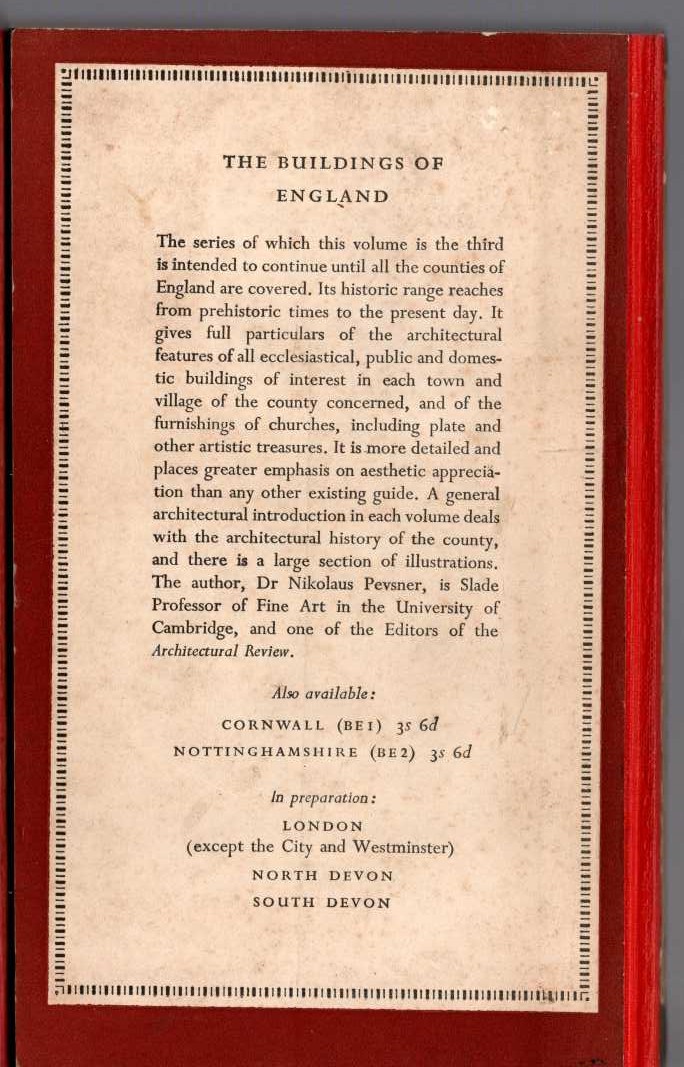 THE BUILDINGS OF
ENGLAND
The series of which this volume is the third
is intended to continue until all the counties of
England are covered. Its historic range reaches
from prehistoric times to the present day. It
gives full particulars of the architectural
features of all ecclesiastical, public and domes-
tic buildings of interest in each town and
village of the county concerned, and of the
furnishings of churches, including plate and
other artistic treasures. It is more detailed and
places greater emphasis on aesthetic apprecia-
tion than any other existing guide. A general
architectural introduction in each volume deals
with the architectural history of the county,
and there is a large section of illustrations.
The author, Dr Nikolaus Pevsner, is Slade
Professor of Fine Art in the University of
Cambridge, and one of the Editors of the
Architectural Review.
Also available:
CORNWALL (BE1) 3s 6d
NOTTINGHAMSHIRE (BE2) 3s 6d
In preparation:
LONDON
(except the City and Westminster)
NORTH DEVON
SOUTH DEVON